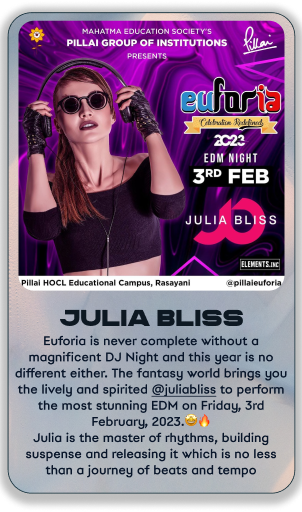 MAHATMA EDUCATION SOCIETY'S
PILLAI GROUP OF INSTITUTIONS
PRESENTS
Pillai
euforia
Celebration Redefined
2023
EDM NIGHT
3RD FEB
JULIA BLISS
ELEMENTS.INC
Pillai HOCL Educational Campus, Rasayani @pillaieuforia
JULIA BLISS
Euforia is never complete without a
magnificent DJ Night and this year is no
different either. The fantasy world brings you
the lively and spirited @juliabliss to perform
the most stunning EDM on Friday, 3rd
February, 2023.🤩🔥
Julia is the master of rhythms, building
suspense and releasing it which is no less
than a journey of beats and tempo